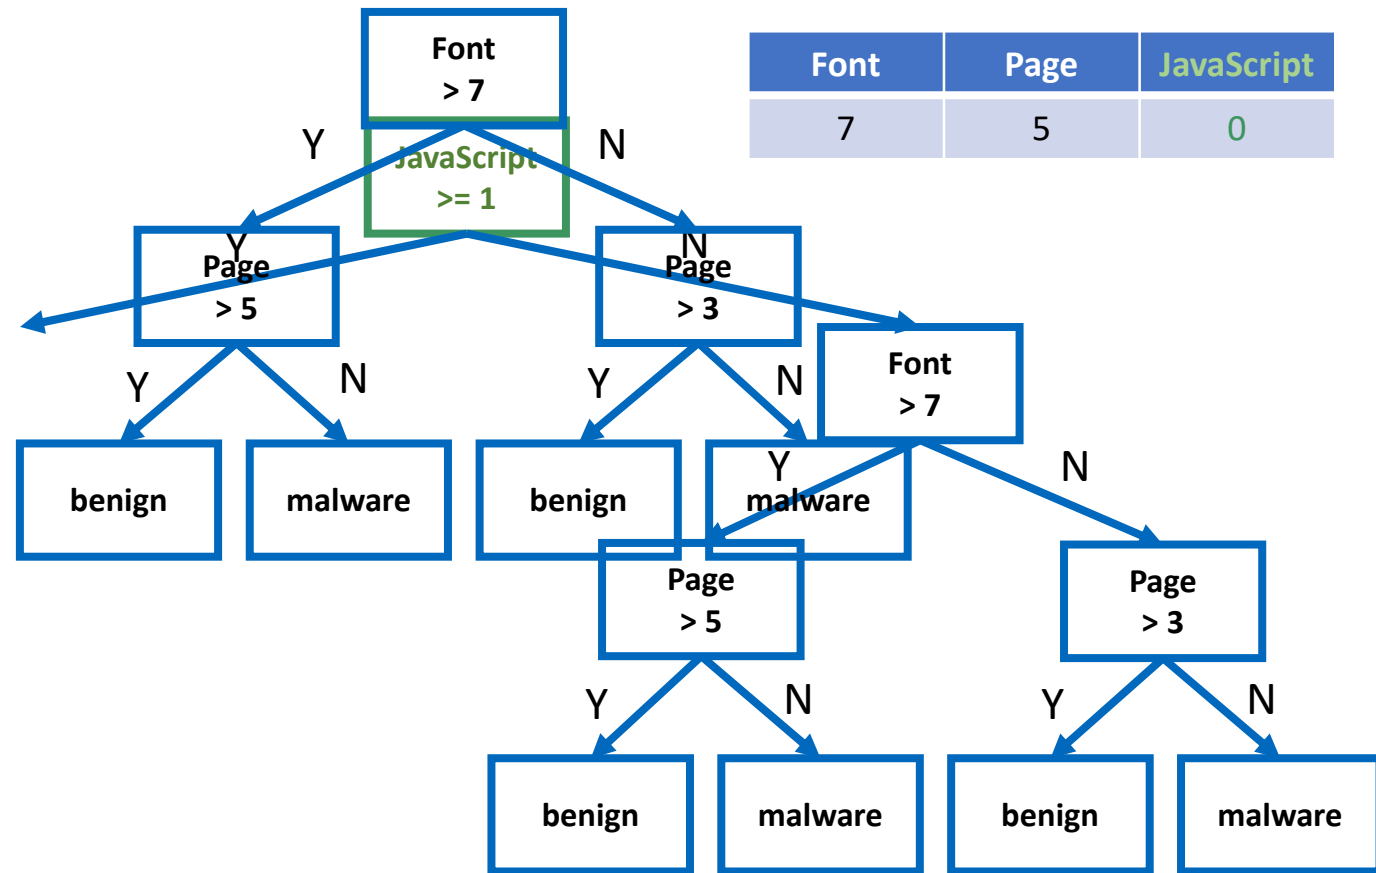 Font
> 7
Font Page JavaScript
7 5 0
Y N
JavaScript
>= 1
Y N
Page
> 5
Page
> 3
Font
> 7
Y N Y N
Y N
benign malware benign malware
Page
> 5
Page
> 3
Y N Y N
benign malware benign malware